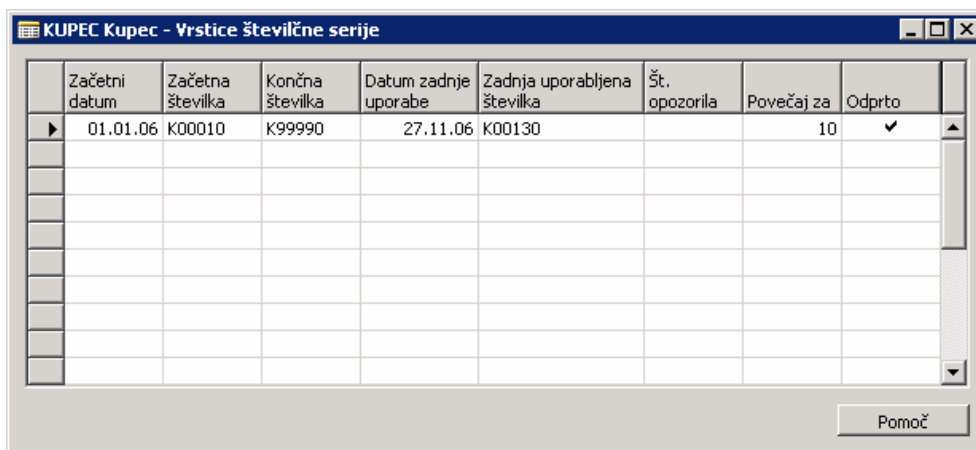 KUPEC Kupec - Vrstice številčne serije
Začetni datum Začetna številka Končna številka Datum zadnje uporabe Zadnja uporabljena številka Št. opozorila Povečaj za Odprto
01.01.06 K00010 K99990 27.11.06 K00130 10 ✔
Pomoč